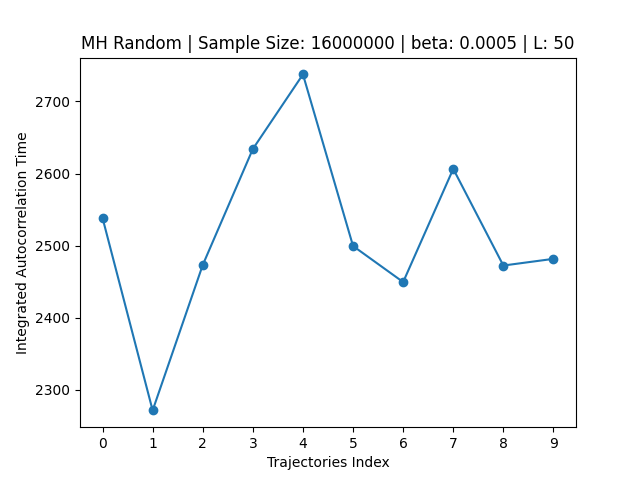 MH Random | Sample Size: 16000000 | beta: 0.0005 | L: 50
2700
2600
2500
2400
2300
Integrated Autocorrelation Time
0 1 2 3 4 5 6 7 8 9
Trajectories Index